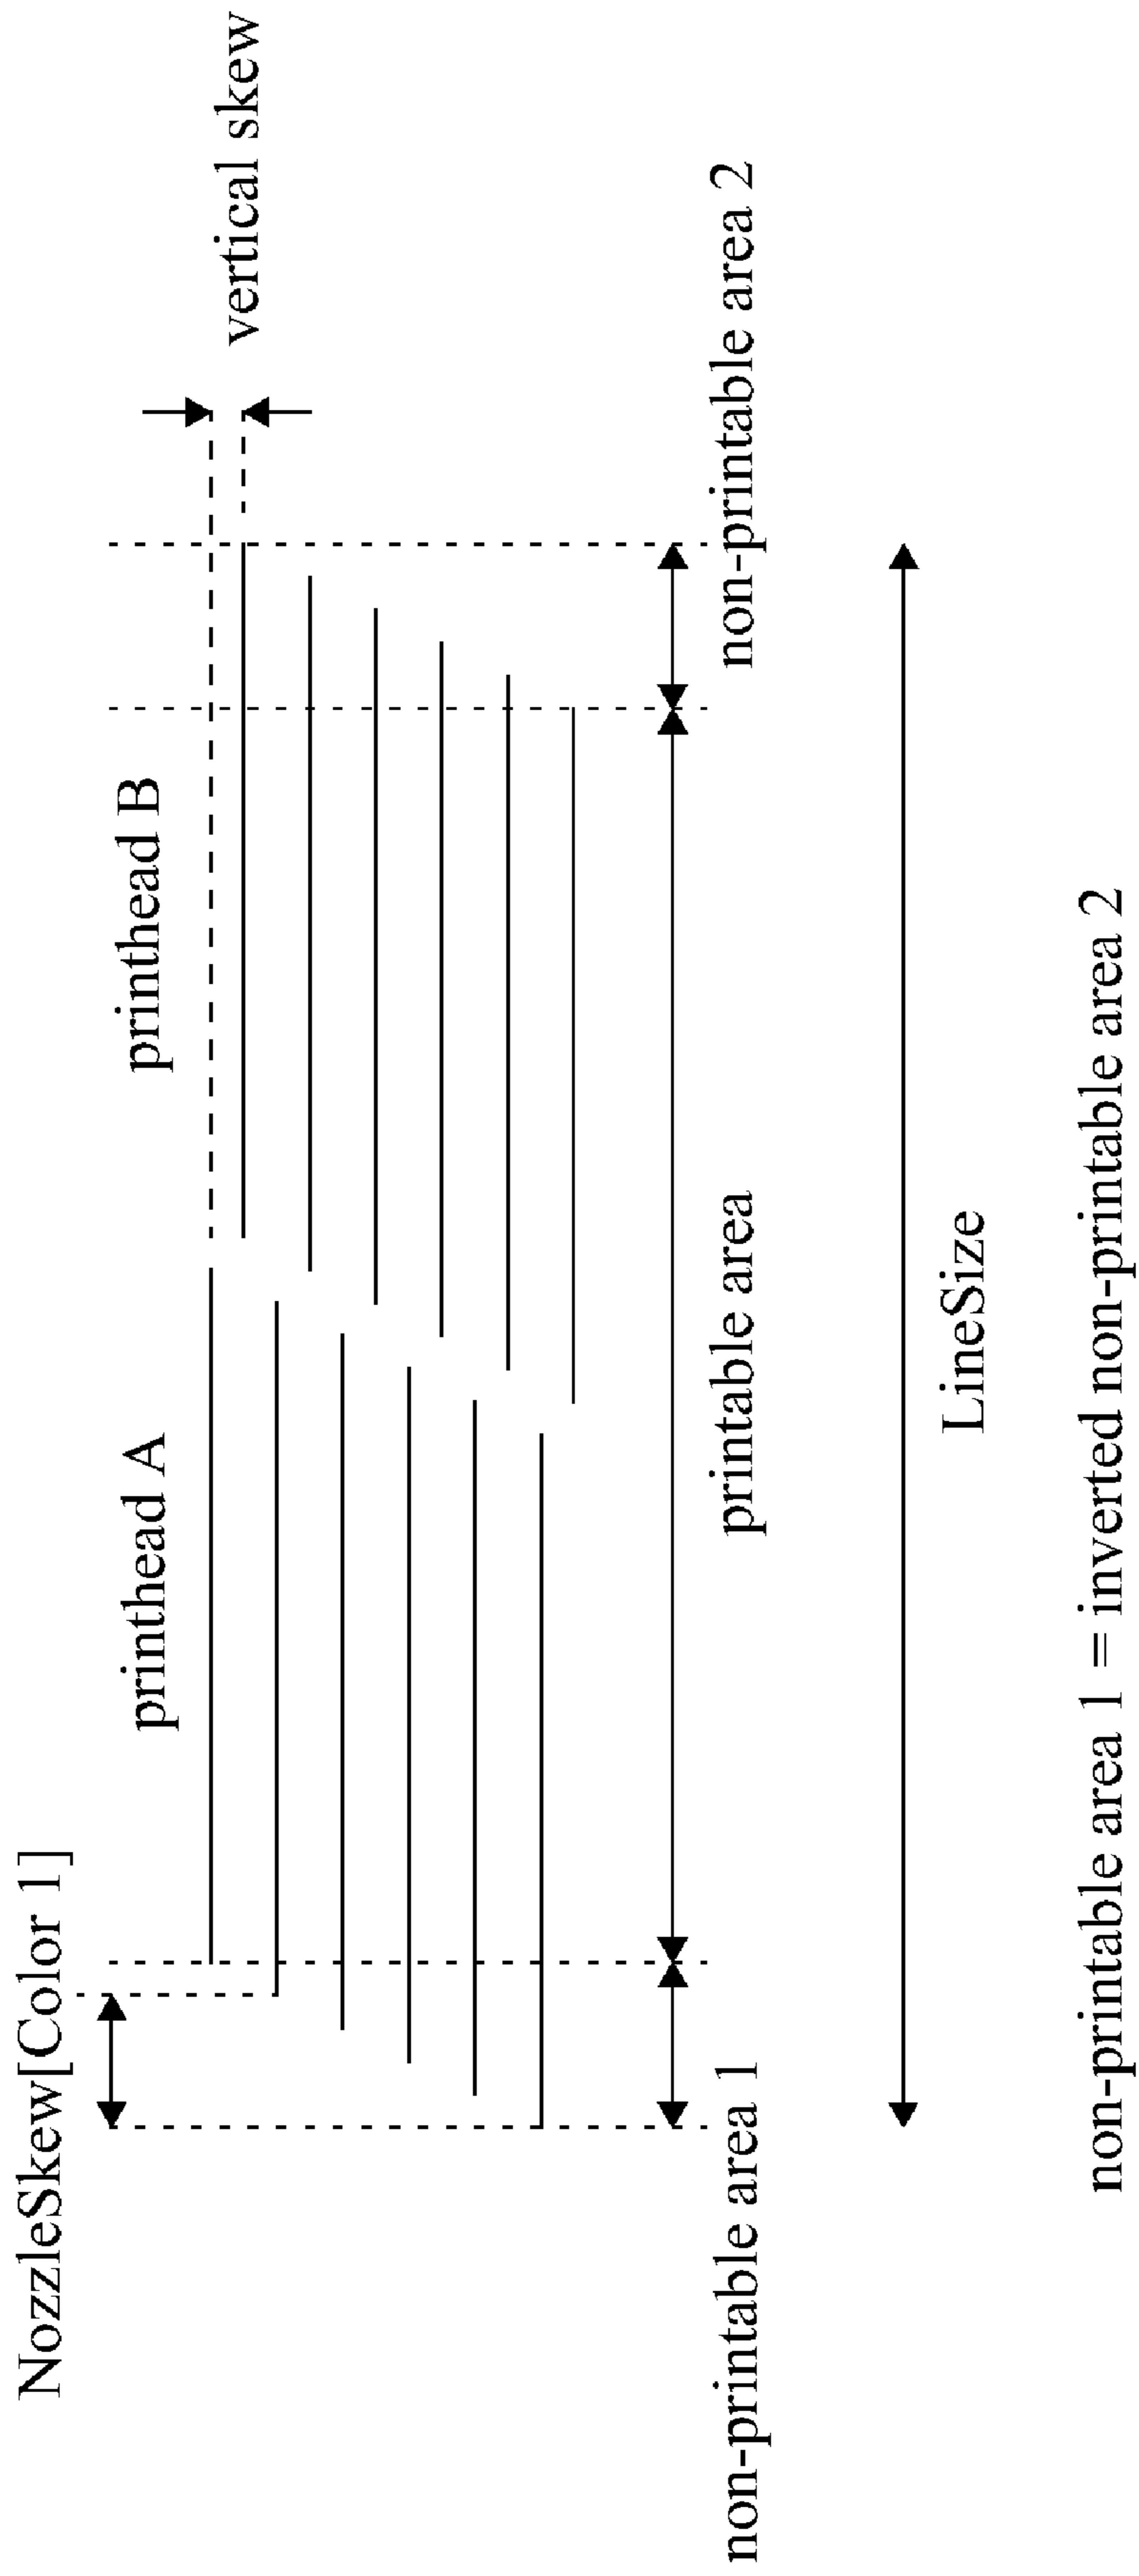 NozzleSkew[Color 1]
printhead A
printhead B
vertical skew
non-printable area 1
printable area
non-printable area 2
LineSize
non-printable area 1 = inverted non-printable area 2